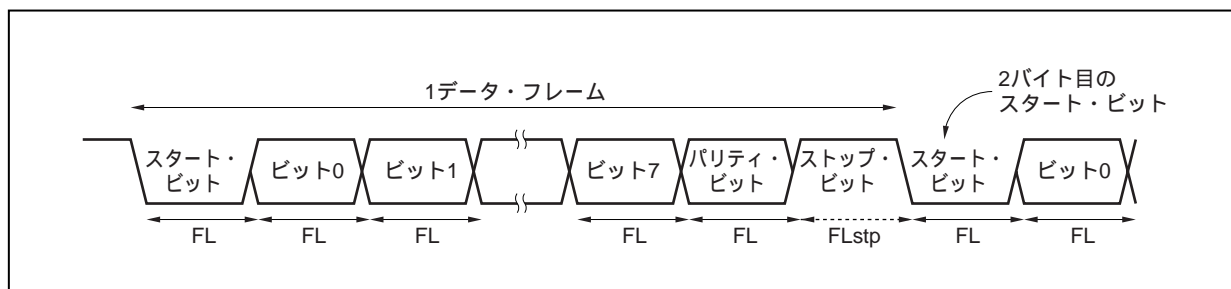 1データ・フレーム
2バイト目の
スタート・ビット
スタート・
ビット
ビット0
ビット1
ビット7
パリティ・
ビット
ストップ・
ビット
スタート・
ビット
ビット0
FL
FL
FL
FL
FL
FLstp
FL
FL